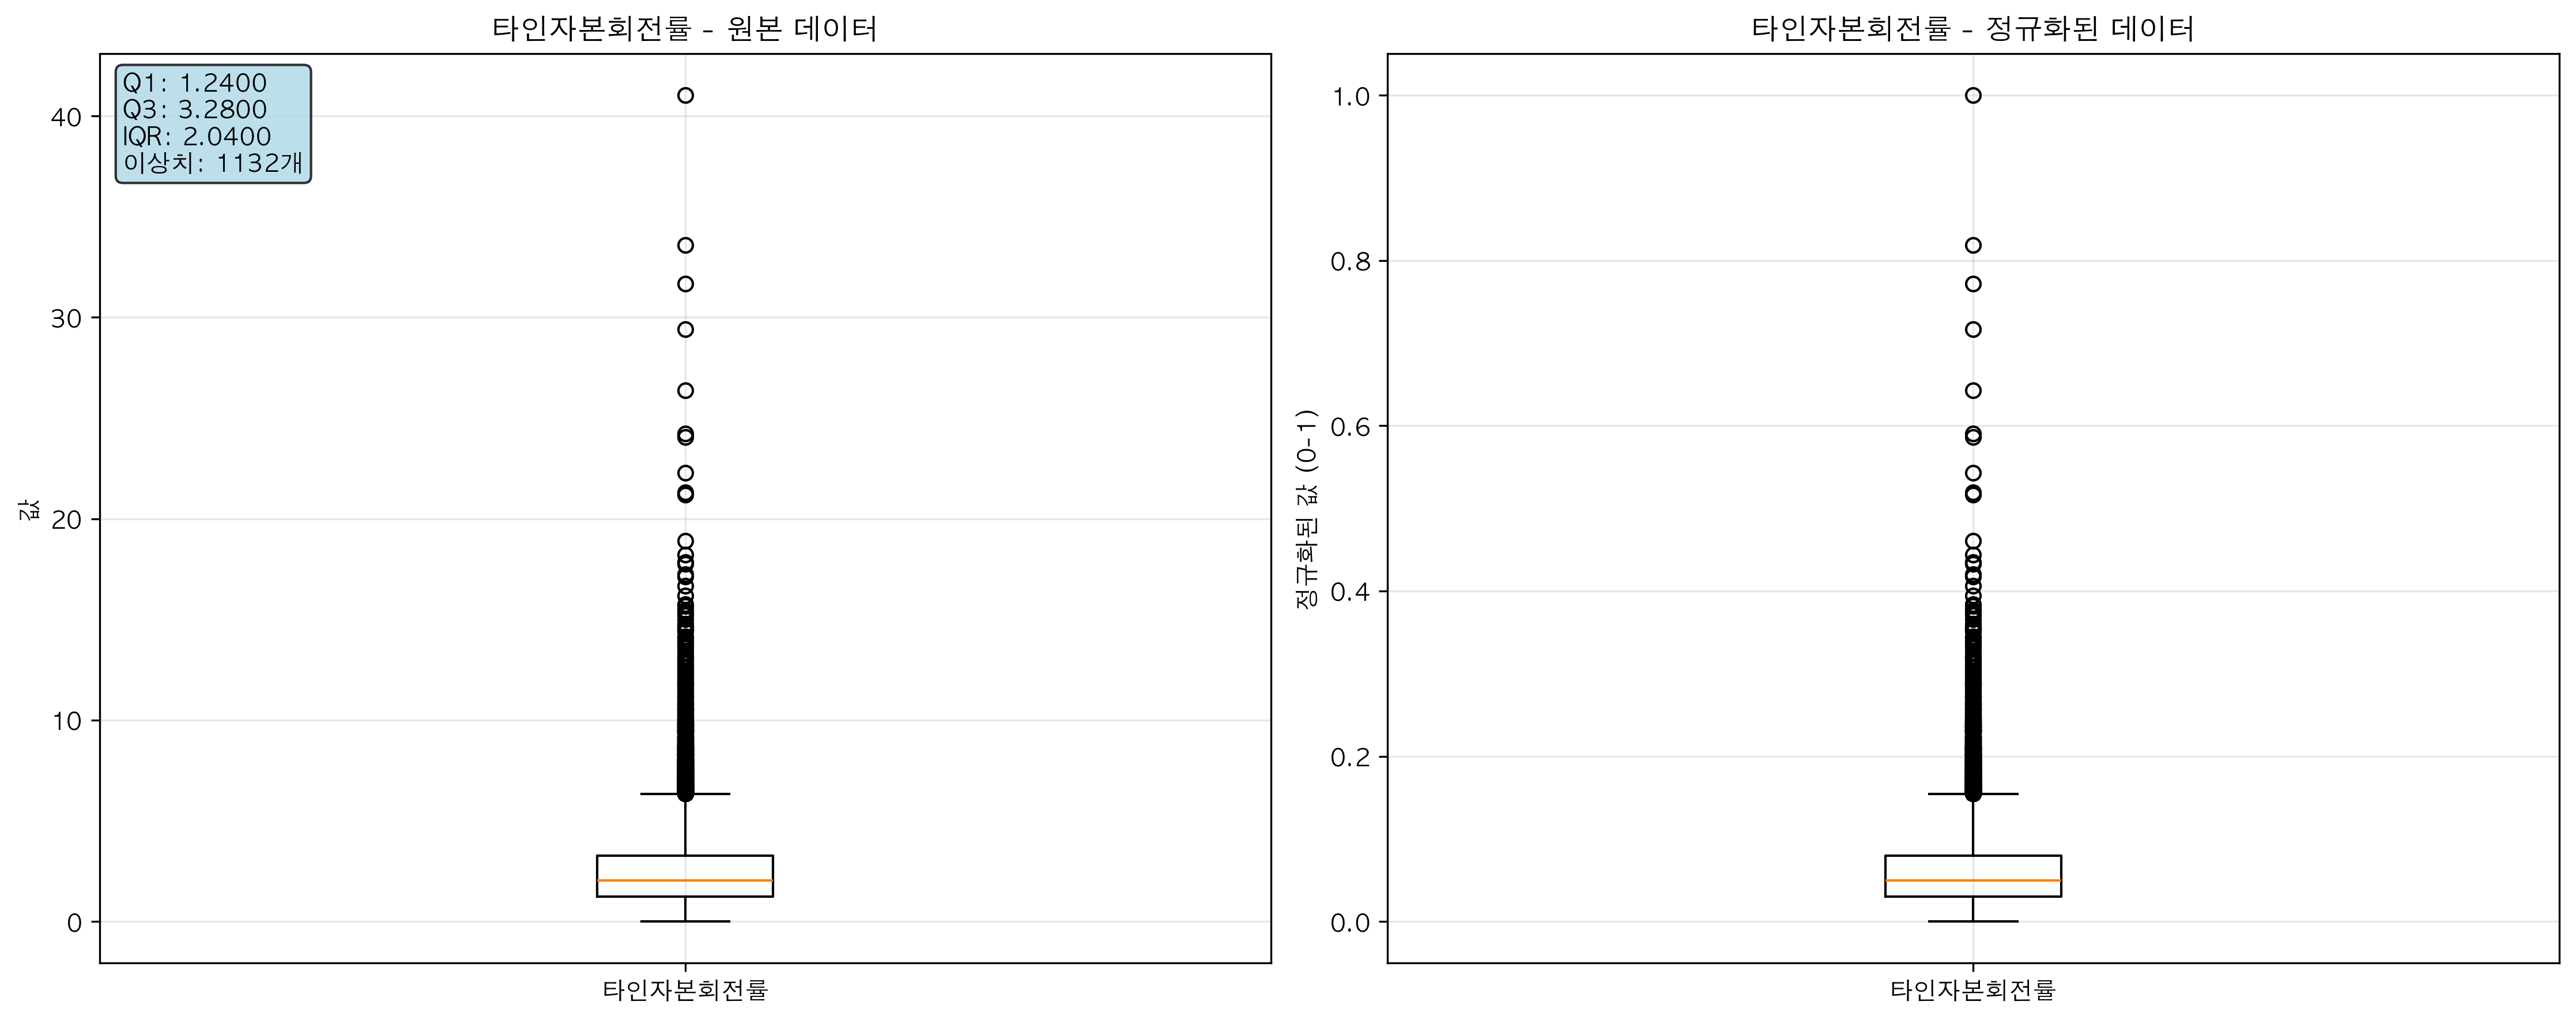 타인자본회전률 - 원본 데이터
Q1: 1.2400
Q3: 3.2800
IQR: 2.0400
이상치: 1132개
값
40
30
20
10
0
타인자본회전률
타인자본회전률 - 정규화된 데이터
정규화된 값 (0-1)
1.0
0.8
0.6
0.4
0.2
0.0
타인자본회전률